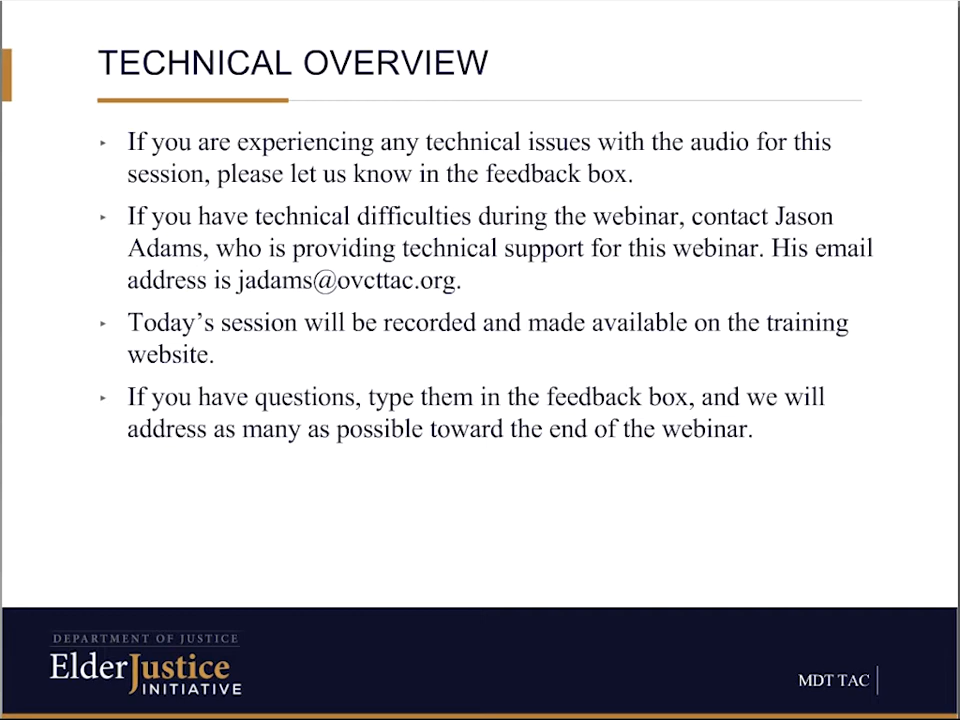 TECHNICAL OVERVIEW
‣ If you are experiencing any technical issues with the audio for this
session, please let us know in the feedback box.
‣ If you have technical difficulties during the webinar, contact Jason
Adams, who is providing technical support for this webinar. His email
address is jadams@ovcttac.org.
‣ Today’s session will be recorded and made available on the training
website.
‣ If you have questions, type them in the feedback box, and we will
address as many as possible toward the end of the webinar.
DEPARTMENT OF JUSTICE
ElderJustice
INITIATIVE
MDT TAC